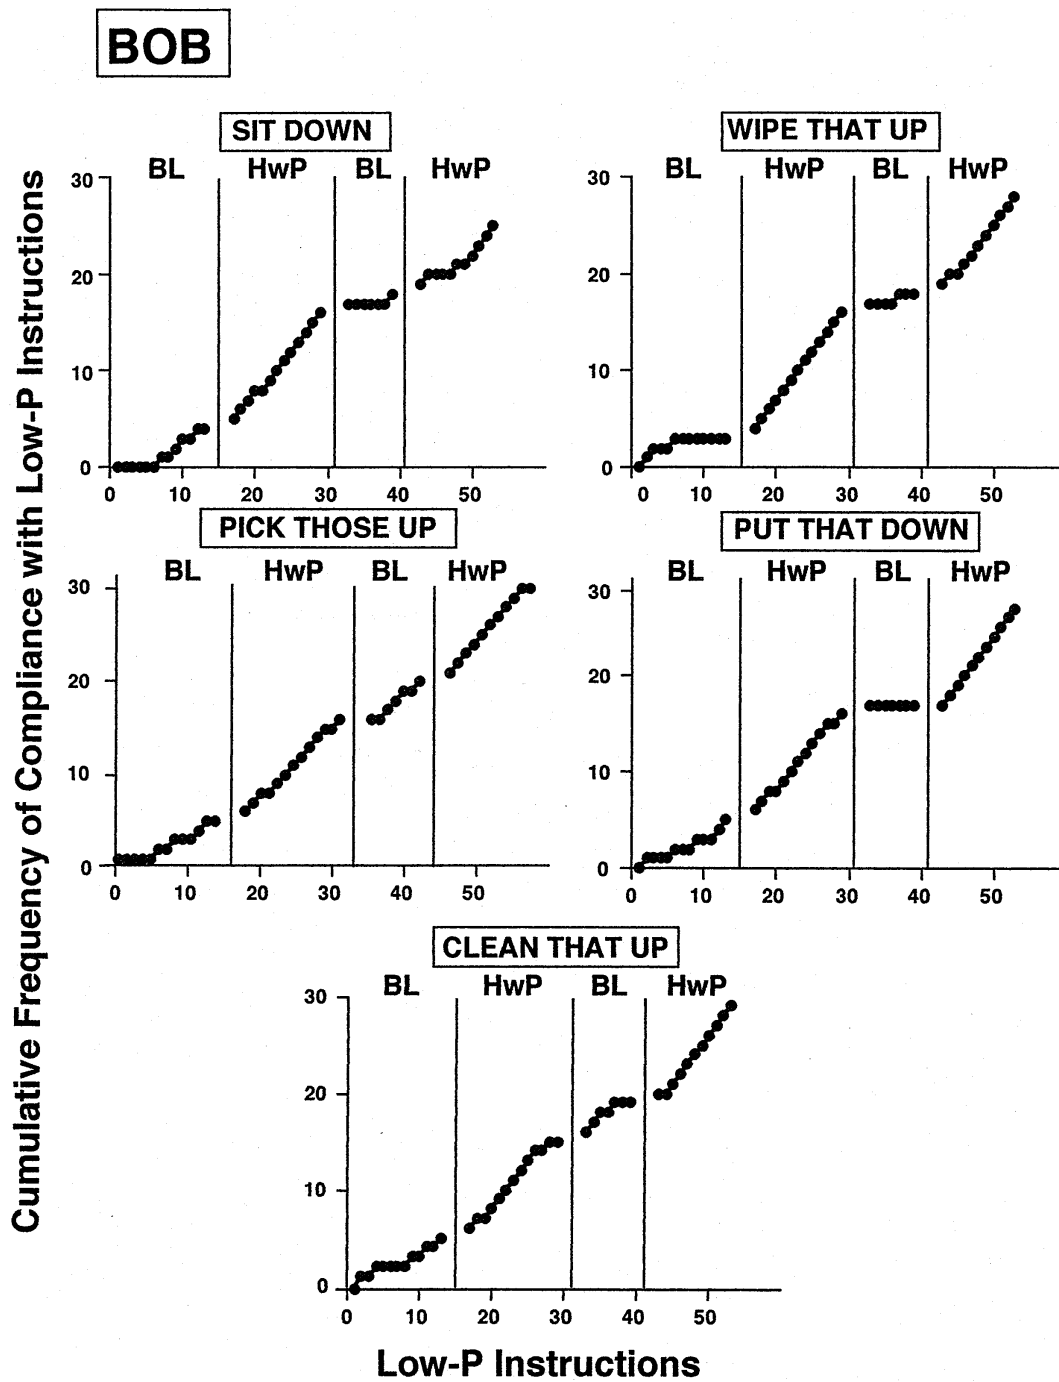 BOB
Cumulative Frequency of Compliance with Low-P Instructions
SIT DOWN
BL HwP BL HwP
30
20
10
0
0 10 20 30 40 50
WIPE THAT UP
BL HwP BL HwP
30
20
10
0
0 10 20 30 40 50
PICK THOSE UP
BL HwP BL HwP
30
20
10
0
0 10 20 30 40 50
PUT THAT DOWN
BL HwP BL HwP
30
20
10
0
0 10 20 30 40 50
CLEAN THAT UP
BL HwP BL HwP
30
20
10
0
0 10 20 30 40 50
Low-P Instructions